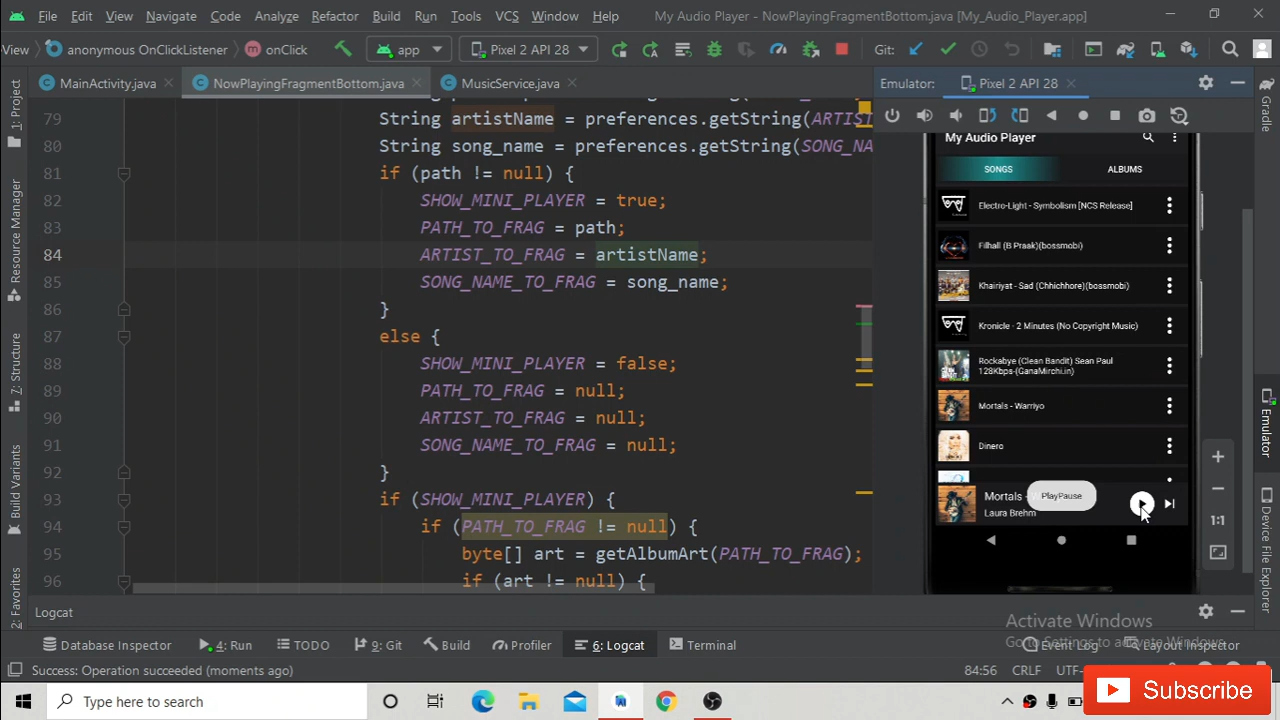 File Edit View Navigate Code Analyze Refactor Build Run Tools VCS Window Help My Audio Player - NowPlayingFragmentBottom.java [My_Audio_Player.app]
View anonymous OnClickListener onClick app Pixel 2 API 28 Git:
MainActivity.java NowPlayingFragmentBottom.java MusicService.java Emulator: Pixel 2 API 28
1: Project
Resource Manager
7: Structure
Build Variants
2: Favorites
79 String artistName = preferences.getString(ARTIST
80 String song_name = preferences.getString(SONG_NA
81 if (path != null) {
82 SHOW_MINI_PLAYER = true;
83 PATH_TO_FRAG = path;
84 ARTIST_TO_FRAG = artistName;
85 SONG_NAME_TO_FRAG = song_name;
86 }
87 else {
88 SHOW_MINI_PLAYER = false;
89 PATH_TO_FRAG = null;
90 ARTIST_TO_FRAG = null;
91 SONG_NAME_TO_FRAG = null;
92 }
93 if (SHOW_MINI_PLAYER) {
94 if (PATH_TO_FRAG != null) {
95 byte[] art = getAlbumArt(PATH_TO_FRAG);
96 if (art != null) {
My Audio Player
SONGS ALBUMS
Electro-Light - Symbolism [NCS Release]
Filhall (B Praak)(bossmobi)
Khairiyat - Sad (Chhichhore)(bossmobi)
Kronicle - 2 Minutes (No Copyright Music)
Rockabye (Clean Bandit) Sean Paul
128Kbps-(GanaMirchi.in)
Mortals - Warriyo
Dinero
Mortals -
PlayPause
Laura Brehm
1:1
Gradle
Emulator
Device File Explorer
Logcat
Activate Windows
Go to Settings to activate Windows.
Database Inspector 4: Run TODO 9: Git Build Profiler 6: Logcat Terminal Event Log Layout Inspector
Success: Operation succeeded (moments ago) 84:56 CRLF UTF-
Type here to search
Subscribe